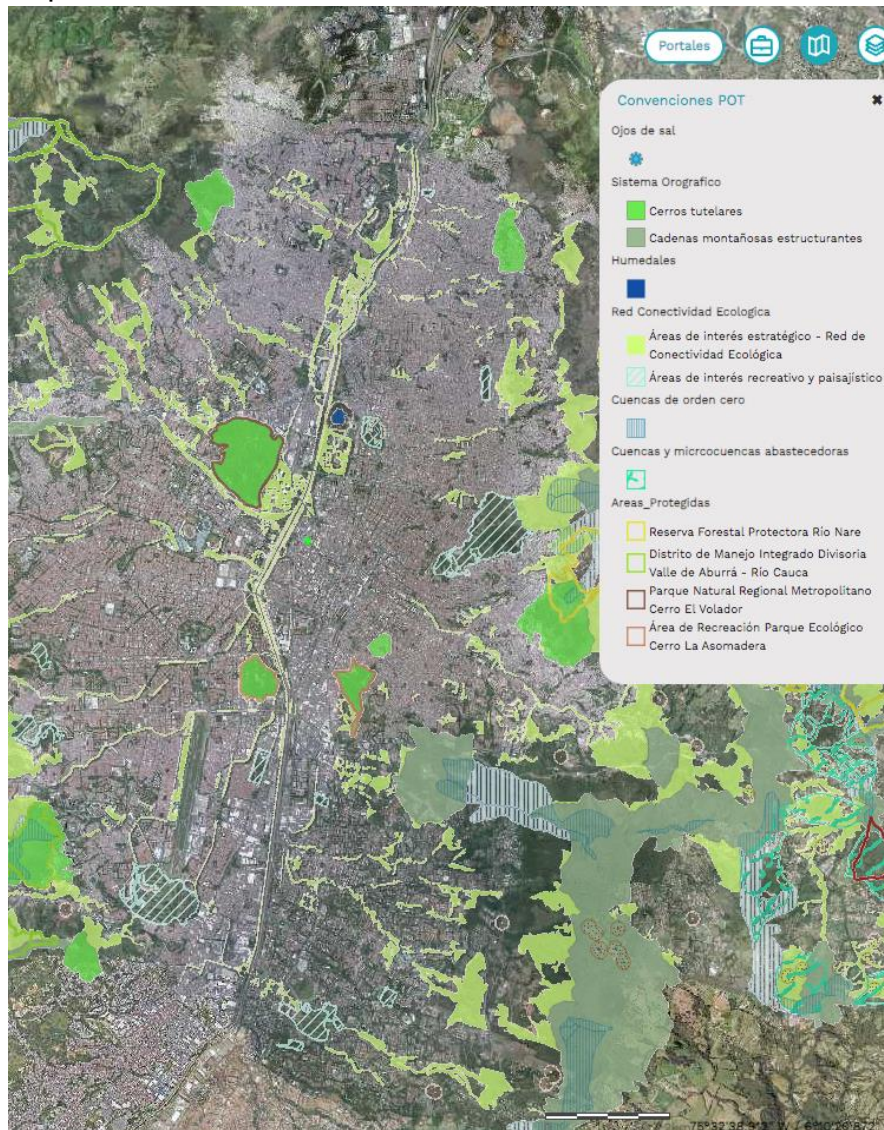 Portales
Convenciones POT
Ojos de sal
Sistema Orografico
Cerros tutelares
Cadenas montañosas estructurantes
Humedales
Red Conectividad Ecologica
Áreas de interés estratégico - Red de
Conectividad Ecológica
Áreas de interés recreativo y paisajístico
Cuencas de orden cero
Cuencas y micrcocuencas abastecedoras
Areas_Protegidas
Reserva Forestal Protectora Río Nare
Distrito de Manejo Integrado Divisoria
Valle de Aburrá - Río Cauca
Parque Natural Regional Metropolitano
Cerro El Volador
Área de Recreación Parque Ecológico
Cerro La Asomadera